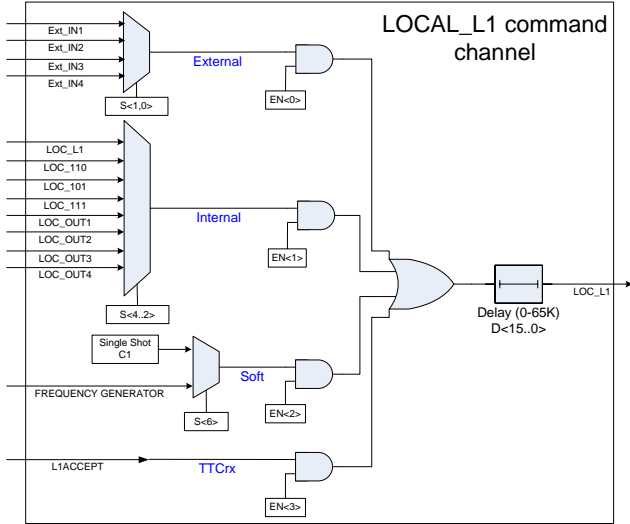 LOCAL_L1 command
channel
Ext_IN1
Ext_IN2
Ext_IN3
Ext_IN4
External
S<1,0>
EN<0>
LOC_L1
LOC_110
LOC_101
LOC_111
LOC_OUT1
LOC_OUT2
LOC_OUT3
LOC_OUT4
Internal
EN<1>
S<4..2>
LOC_L1
Delay (0-65K)
D<15..0>
Single Shot
C1
Soft
FREQUENCY GENERATOR
S<6>
EN<2>
L1ACCEPT
TTCrx
EN<3>